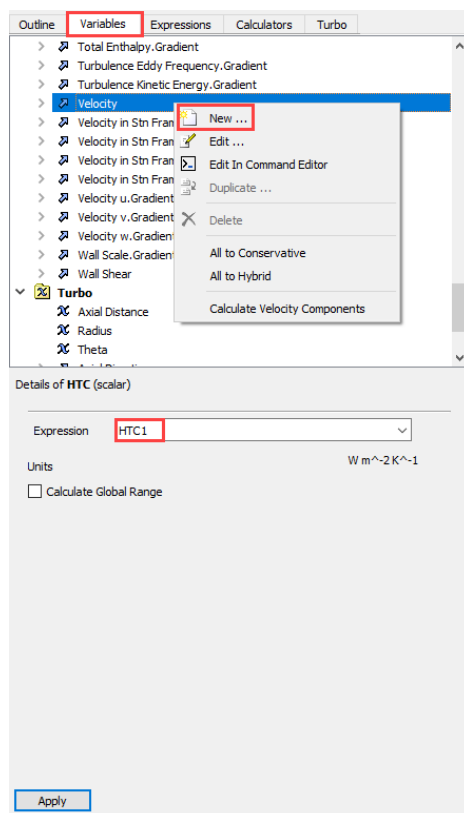 Outline Variables Expressions Calculators Turbo
Total Enthalpy.Gradient
Turbulence Eddy Frequency.Gradient
Turbulence Kinetic Energy.Gradient
Velocity
New ...
Velocity in Stn Fram
Edit ...
Velocity in Stn Fran
Velocity in Stn Fran
Edit In Command Editor
Velocity in Stn Fran
Duplicate ...
Velocity u.Gradient
Velocity v.Gradient
Delete
Velocity w.Gradien
Wall Scale.Gradien
All to Conservative
Wall Shear
All to Hybrid
Turbo
Axial Distance
Calculate Velocity Components
Radius
Theta
Details of HTC (scalar)
Expression HTC1
Units W m^-2 K^-1
Calculate Global Range
Apply